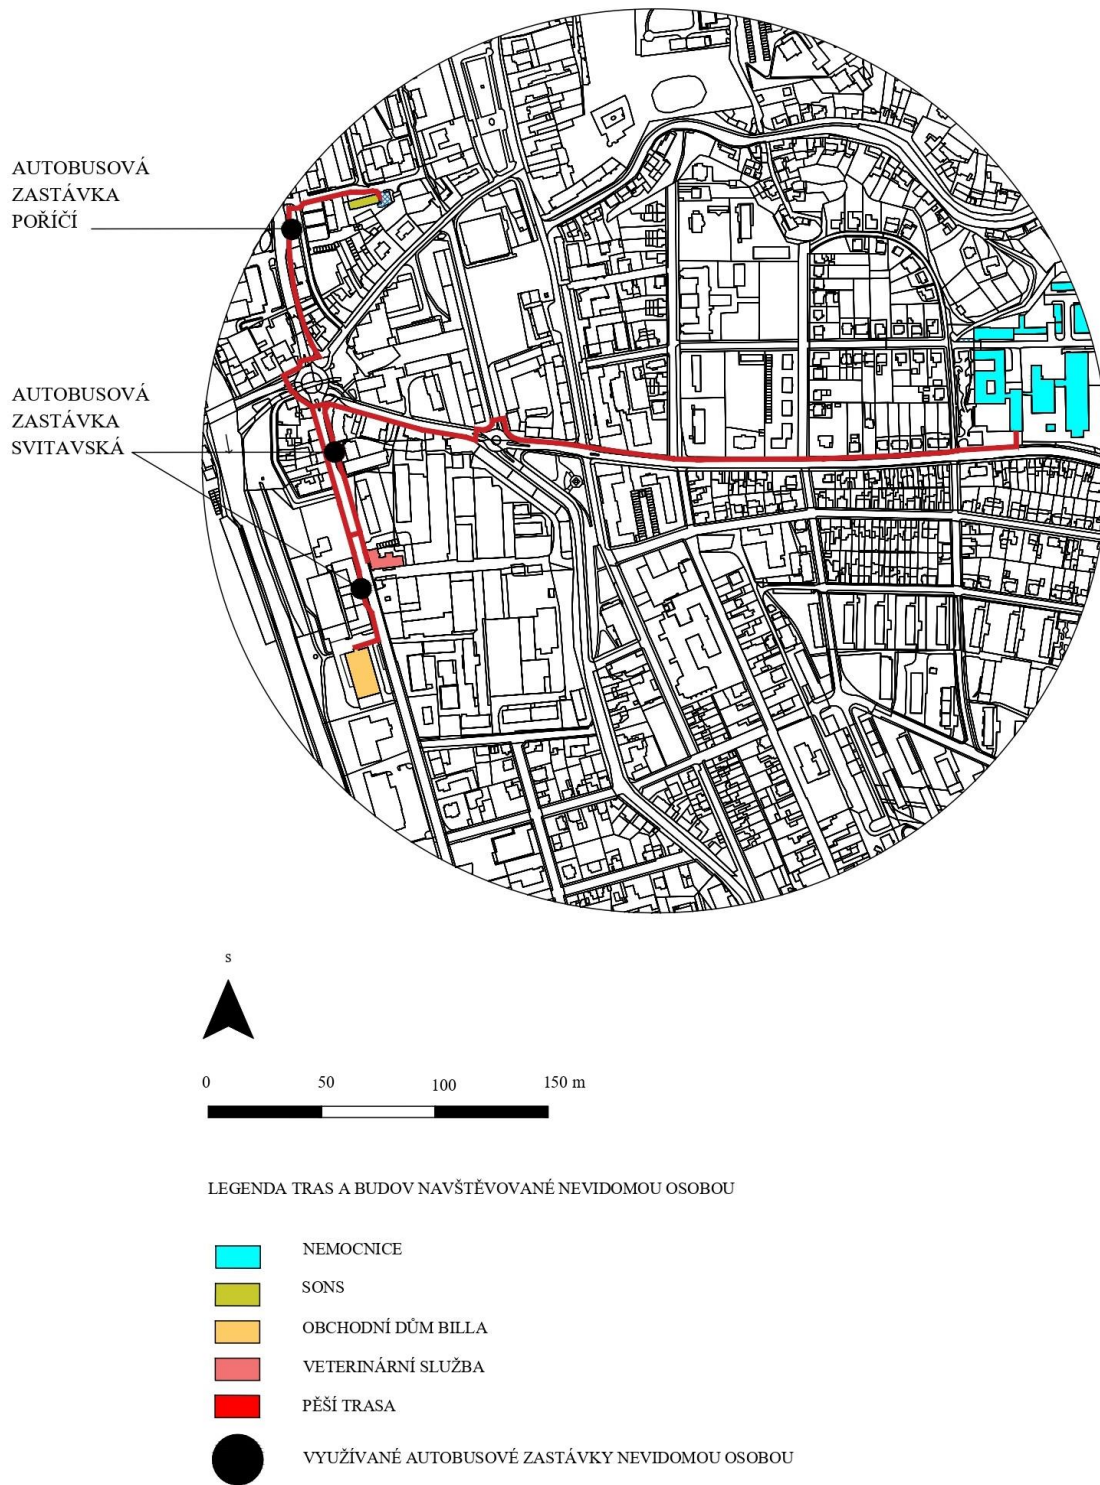 AUTOBUSOVÁ
ZASTÁVKA
POŘÍČÍ
AUTOBUSOVÁ
ZASTÁVKA
SVITAVSKÁ
s
0 50 100 150 m
LEGENDA TRAS A BUDOV NAVŠTĚVOVANÉ NEVIDOMOU OSOBOU
NEMOCNICE
SONS
OBCHODNÍ DŮM BILLA
VETERINÁRNÍ SLUŽBA
PĚŠÍ TRASA
VYUŽÍVANÉ AUTOBUSOVÉ ZASTÁVKY NEVIDOMOU OSOBOU